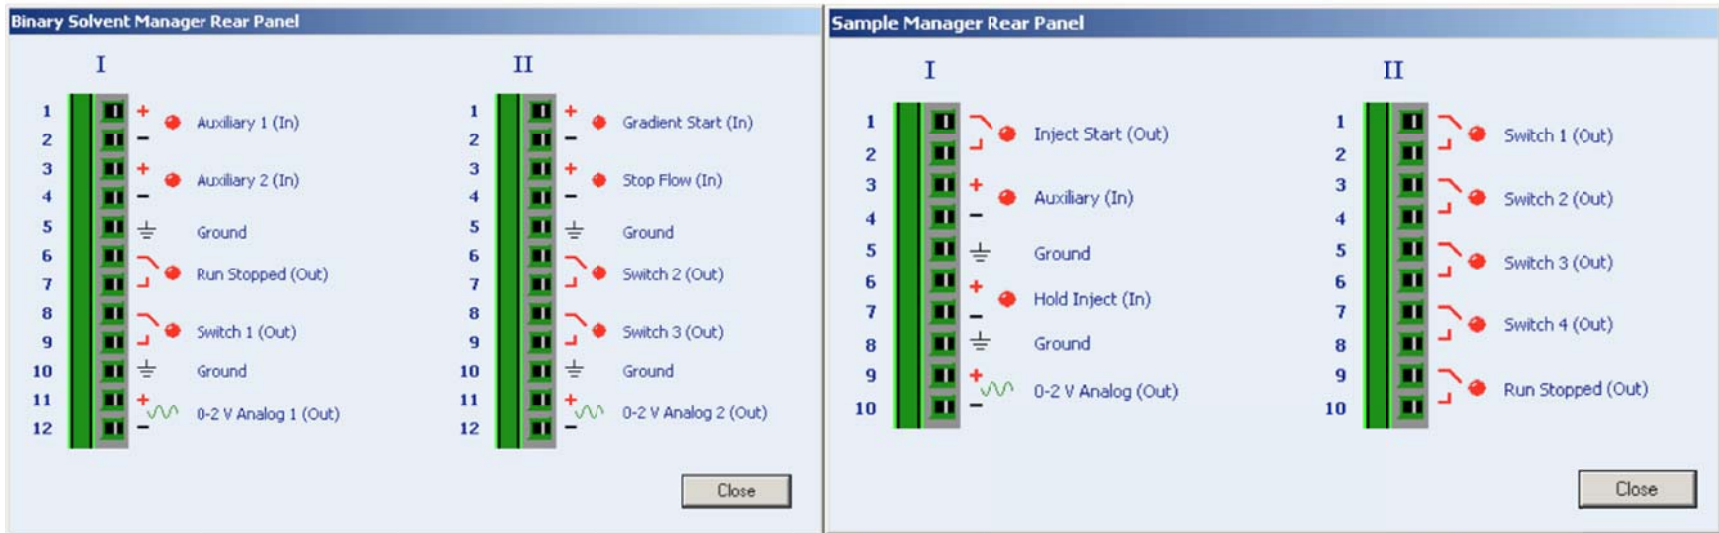 Binary Solvent Manager Rear Panel
I
1 + Auxiliary 1 (In)
2 -
3 + Auxiliary 2 (In)
4 -
5 Ground
6 Run Stopped (Out)
7
8 Switch 1 (Out)
9
10 Ground
11 + 0-2 V Analog 1 (Out)
12 -
II
1 + Gradient Start (In)
2 -
3 + Stop Flow (In)
4 -
5 Ground
6 Switch 2 (Out)
7
8 Switch 3 (Out)
9
10 Ground
11 + 0-2 V Analog 2 (Out)
12 -
Close
Sample Manager Rear Panel
I
1 Inject Start (Out)
2
3 + Auxiliary (In)
4 -
5 Ground
6 + Hold Inject (In)
7 -
8 Ground
9 + 0-2 V Analog (Out)
10 -
II
1 Switch 1 (Out)
2
3 Switch 2 (Out)
4
5 Switch 3 (Out)
6
7 Switch 4 (Out)
8
9 Run Stopped (Out)
10
Close